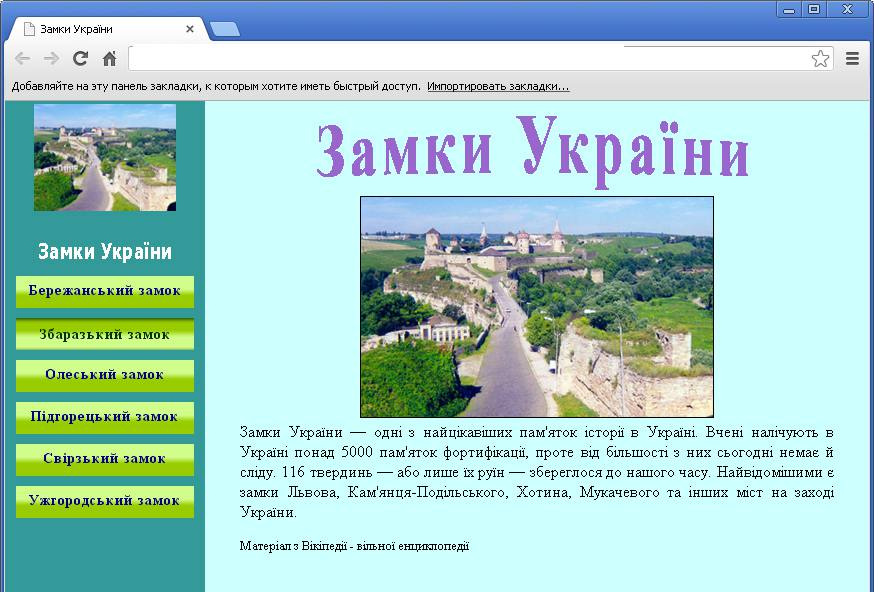 Замки України
Добавляйте на эту панель закладки, к которым хотите иметь быстрый доступ. Импортировать закладки...
Замки України
Бережанський замок
Збаразький замок
Олеський замок
Підгорецький замок
Свірзький замок
Ужгородський замок
Замки України
Замки України — одні з найцікавіших пам'яток історії в Україні. Вчені налічують в
Україні понад 5000 пам'яток фортифікації, проте від більшості з них сьогодні немає й
сліду. 116 твердинь — або лише їх руїн — збереглося до нашого часу. Найвідомішими є
замки Львова, Кам'янця-Подільського, Хотина, Мукачевого та інших міст на заході
України.
Матеріал з Вікіпедії - вільної енциклопедії